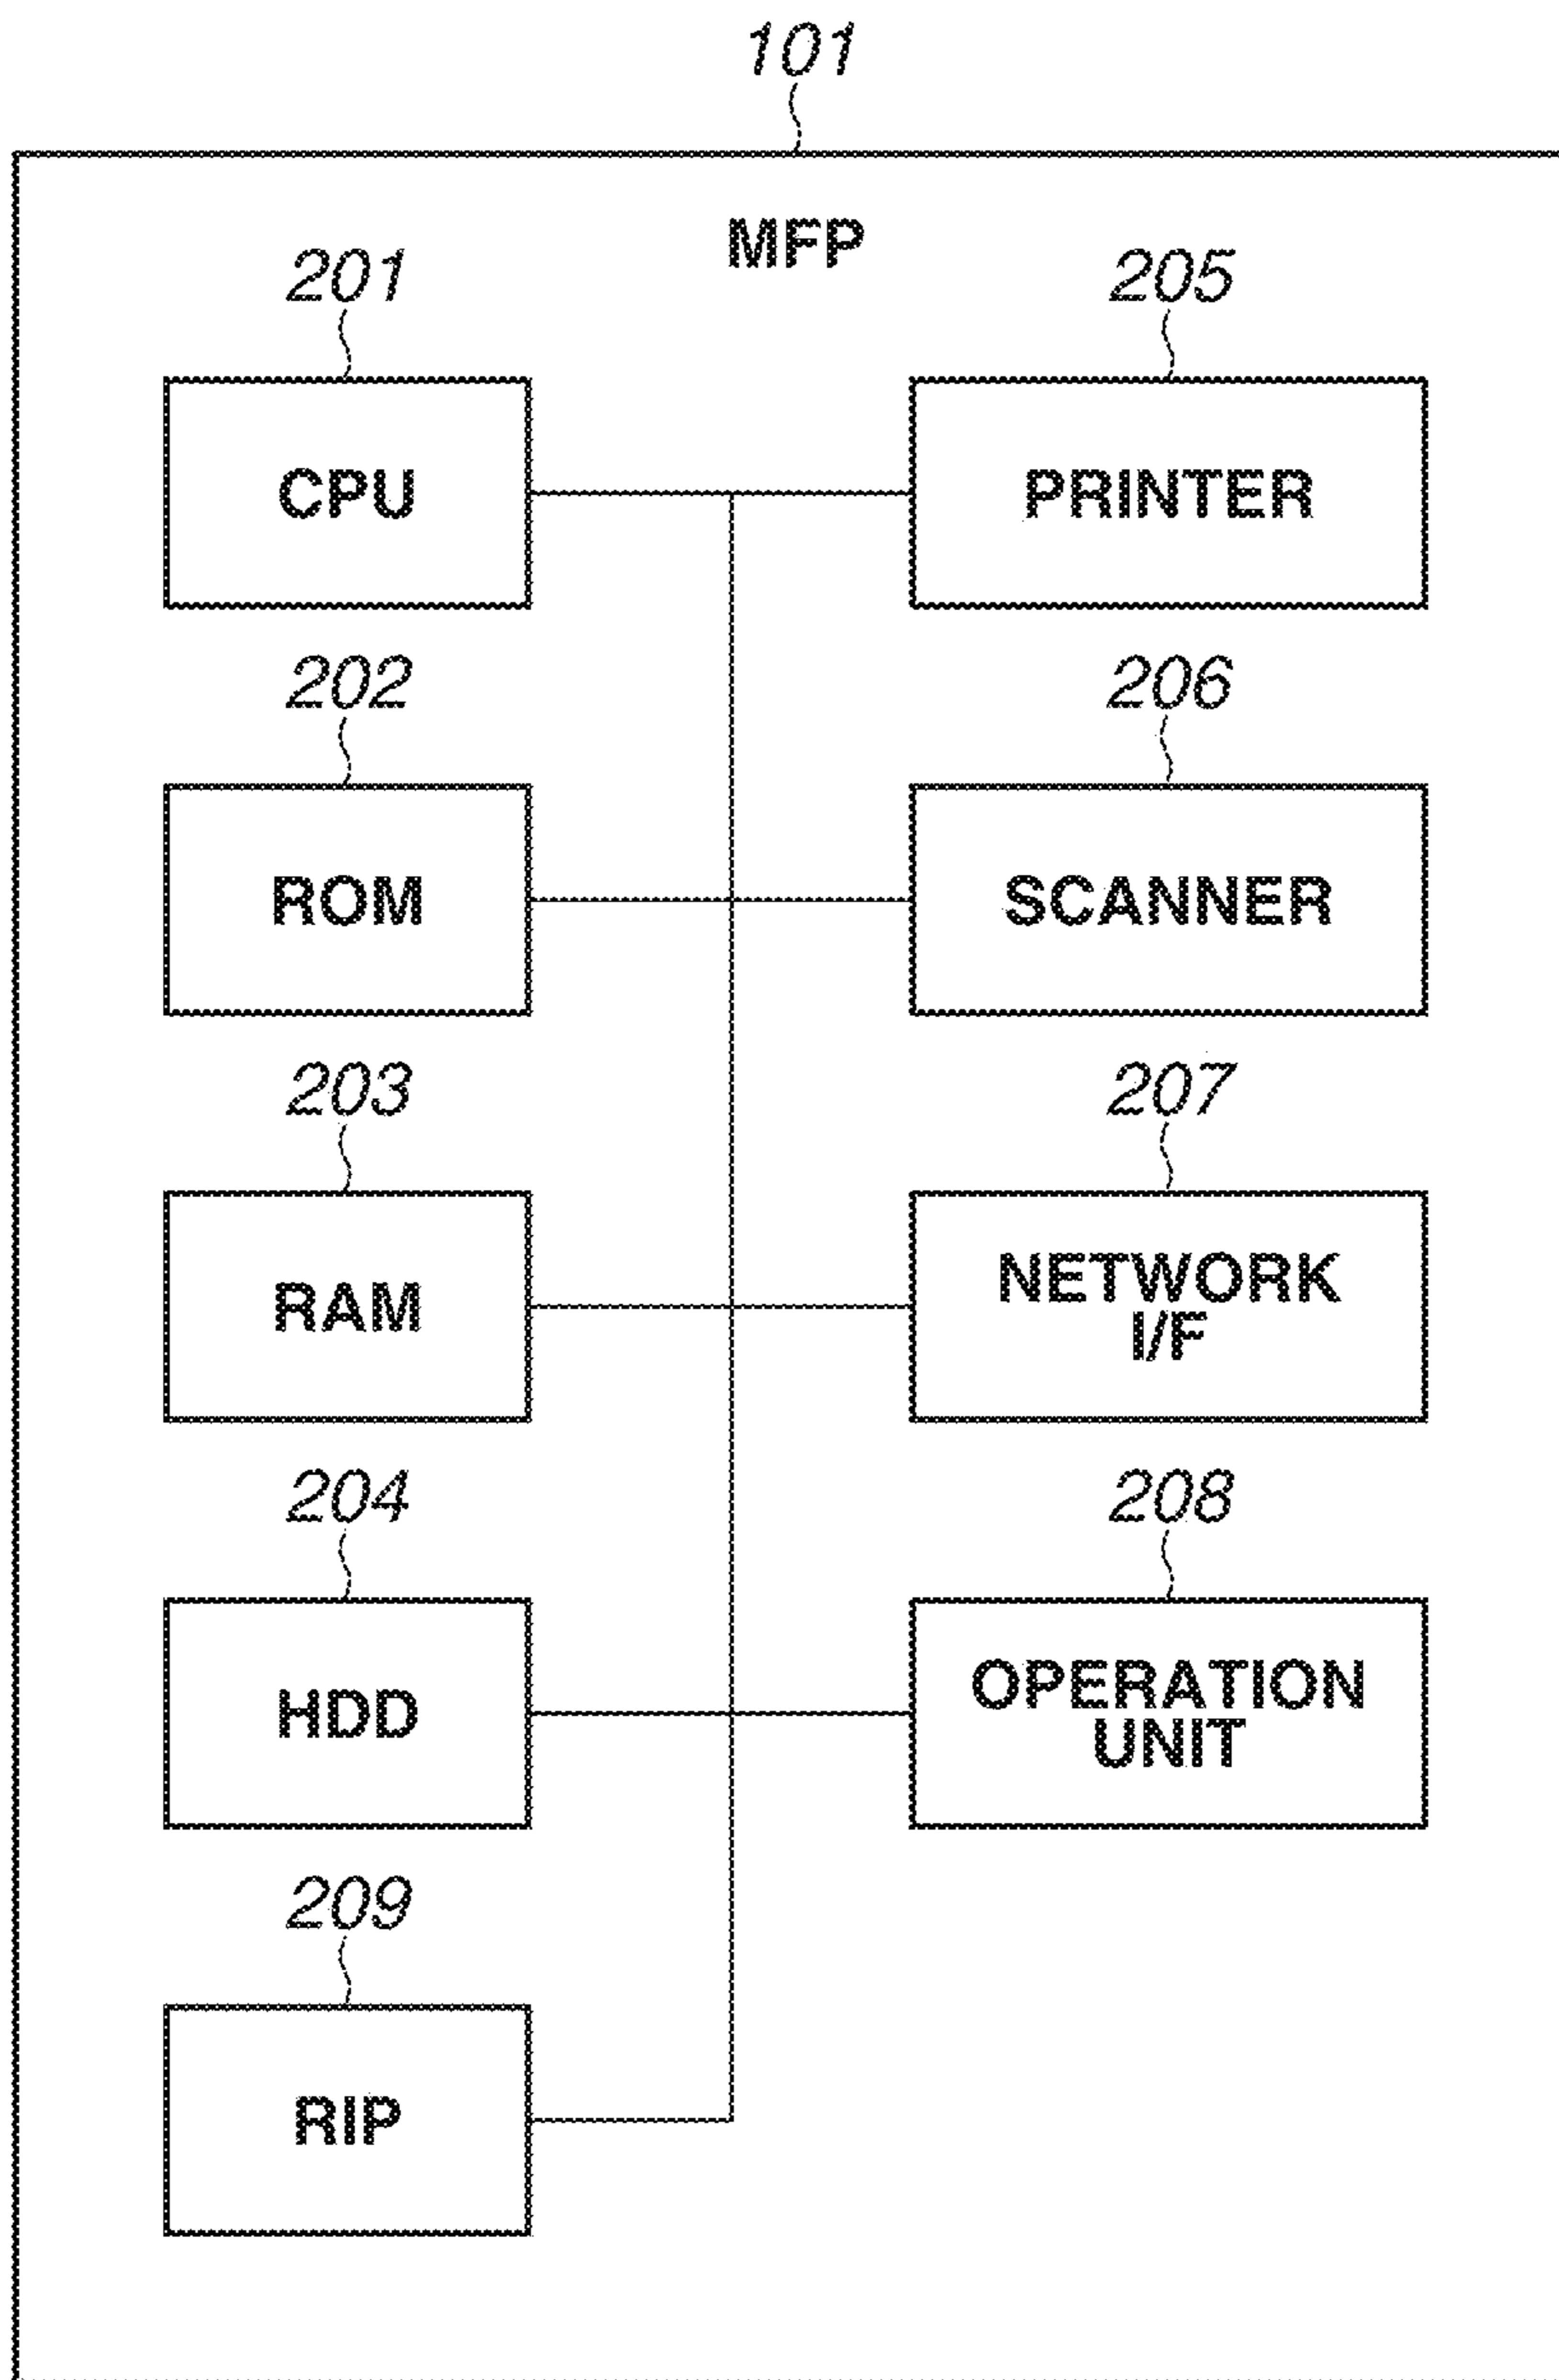 101
MFP
201
205
CPU
PRINTER
202
206
ROM
SCANNER
203
207
RAM
NETWORK
I/F
204
208
HDD
OPERATION
UNIT
209
RIP